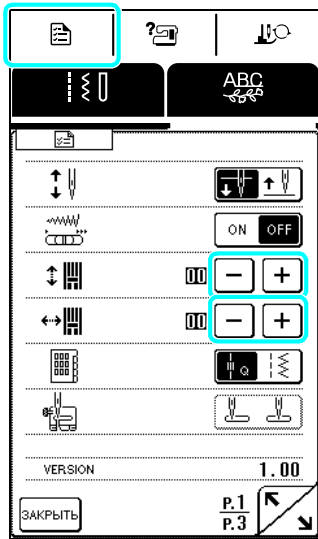 ?
ABC
ON OFF
00 − +
00 − +
Q
VERSION 1.00
ЗАКРЫТЬ
P.1
P.3